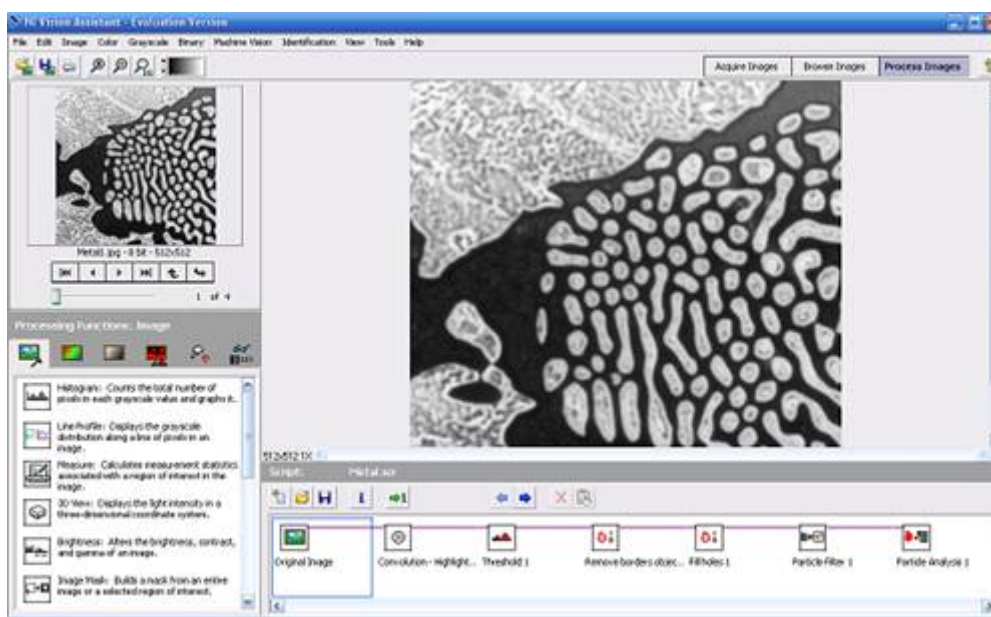 NI Vision Assistant - Evaluation Version
File Edit Image Color Grayscale Binary Machine Vision Identification View Tools Help
Acquire Images Browse Images Process Images
Metal1.jpg - 8 bit - 512x512
1 of 4
Processing Functions: Image
Histogram: Counts the total number of
pixels in each grayscale value and graphs it.
Line Profile: Displays the grayscale
distribution along a line of pixels in an
image.
Measure: Calculates measurement statistics
associated with a region of interest in the
image.
3D View: Displays the light intensity in a
three-dimensional coordinate system.
Brightness: Alters the brightness, contrast,
and gamma of an image.
Image Mask: Builds a mask from an entire
image or a selected region of interest.
512x512 1X
Script: Metal.scr
Original Image Convolution - Highlight... Threshold 1 Remove borders objec... Fill holes 1 Particle Filter 1 Particle Analysis 1